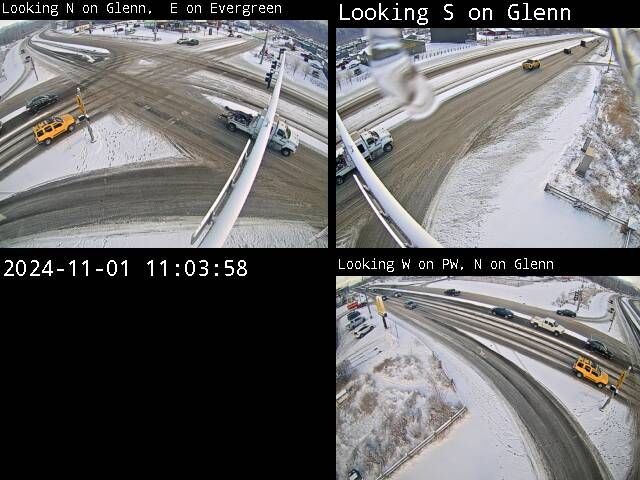 Looking N on Glenn,  E on Evergreen
Looking S on Glenn
2024-11-01 11:03:58
Looking W on PW, N on Glenn